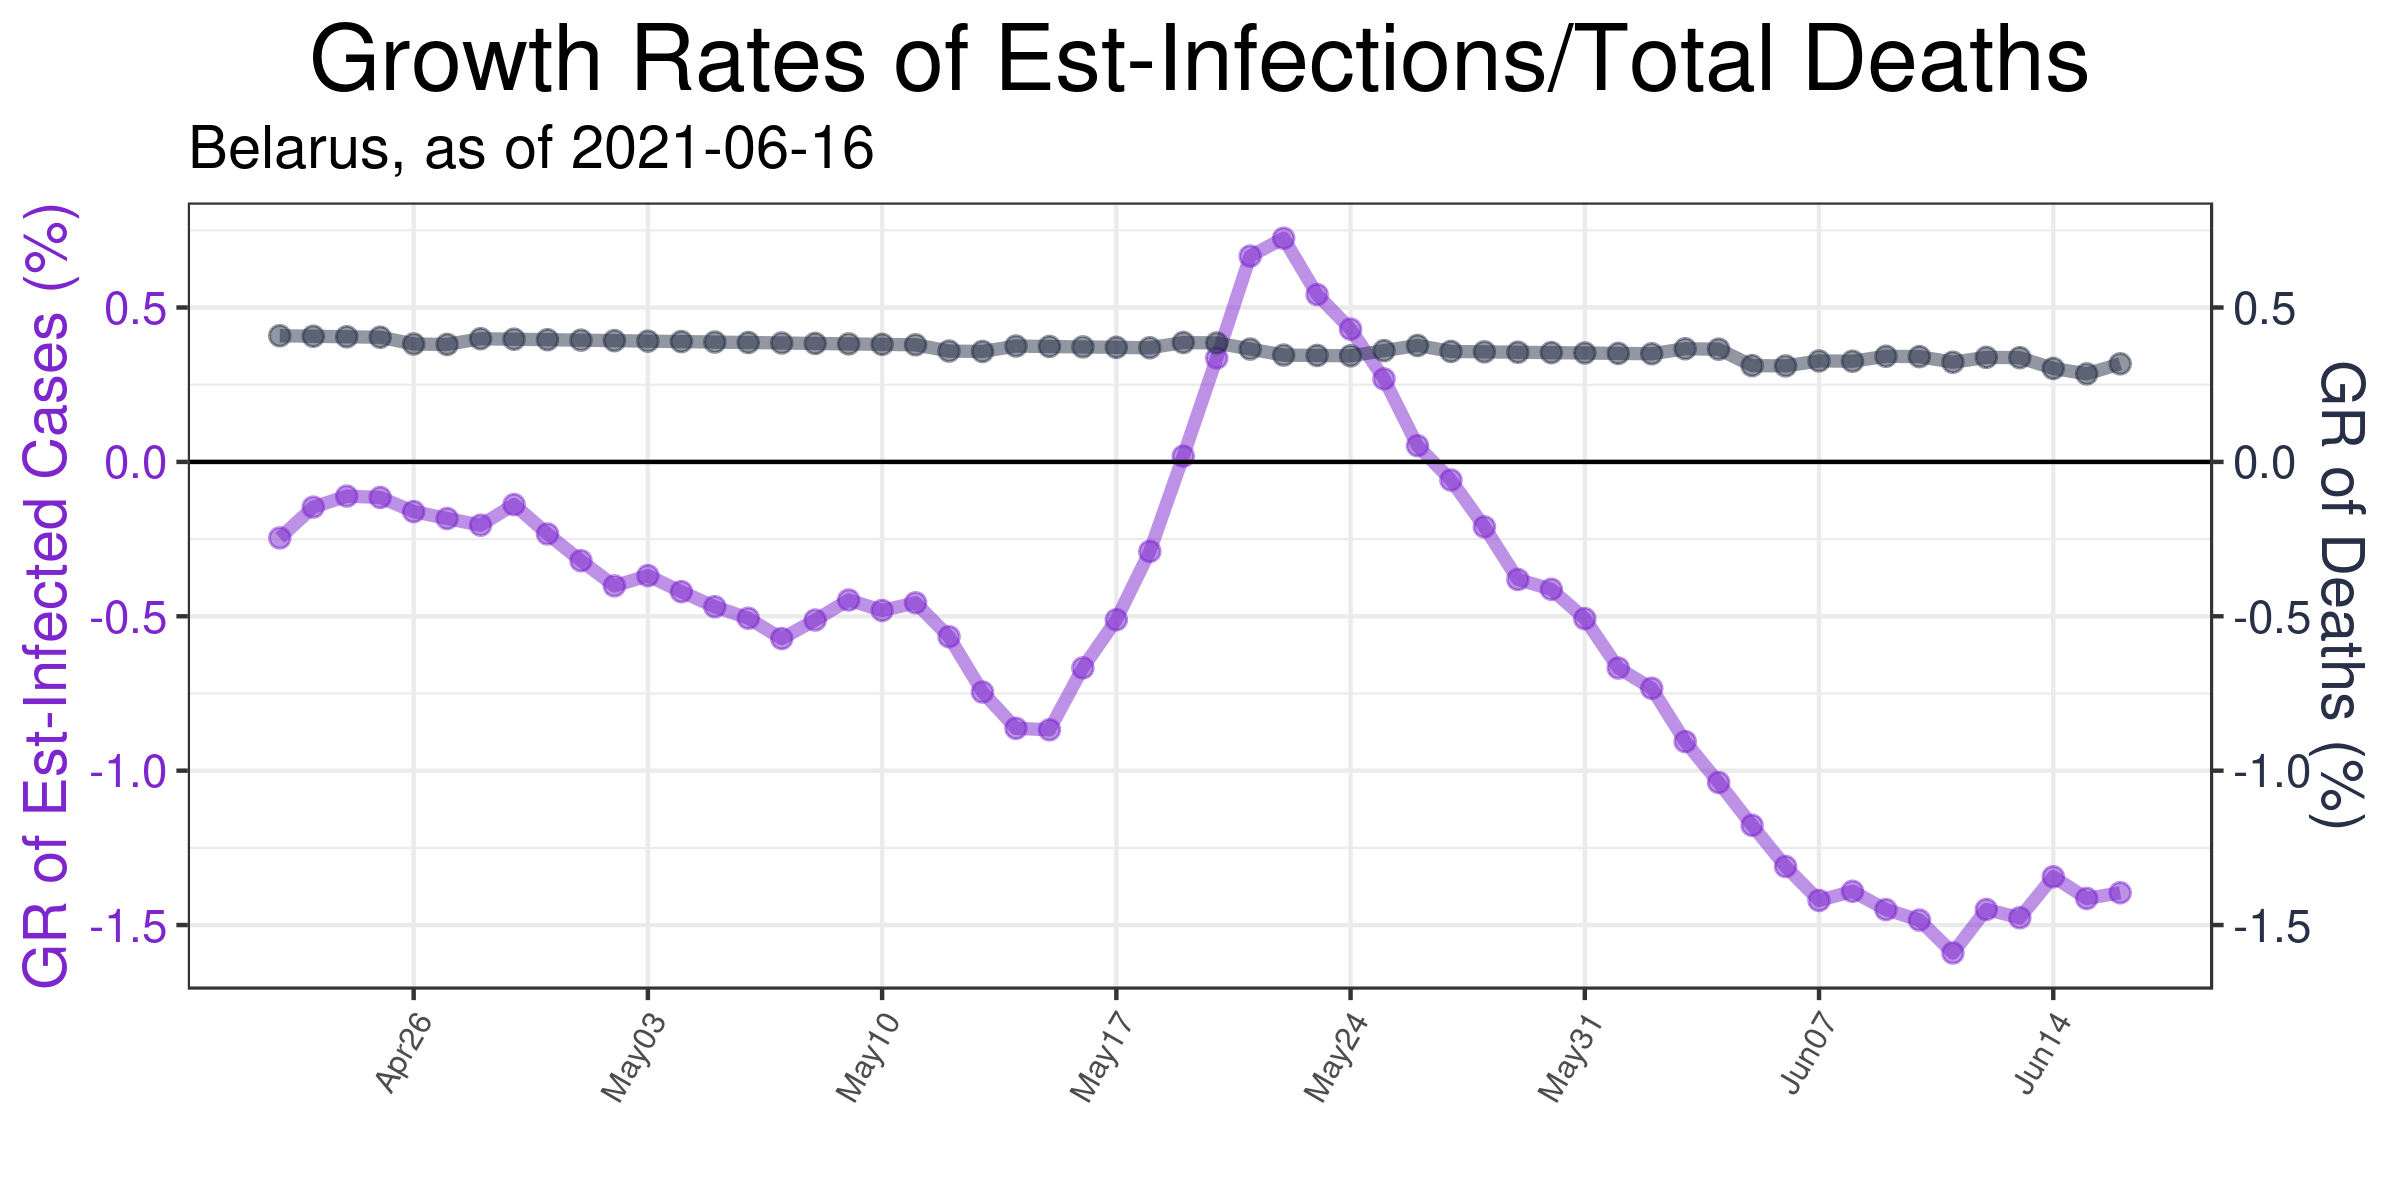 Growth Rates of Est-Infections/Total Deaths
Belarus, as of 2021-06-16
GR of Est-Infected Cases (%)
0.5
0.0
-0.5
-1.0
-1.5
0.5
0.0
-0.5
-1.0
-1.5
GR of Deaths (%)
Apr26
May03
May10
May17
May24
May31
Jun07
Jun14